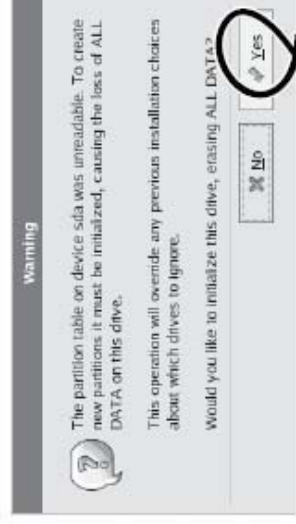 Warning
The partition table on device sda was unreadable. To create
new partitions it must be initialized, causing the loss of ALL
DATA on this drive.
This operation will override any previous installation choices
about which drives to ignore.
Would you like to initialize this drive, erasing ALL DATA?
No
Yes